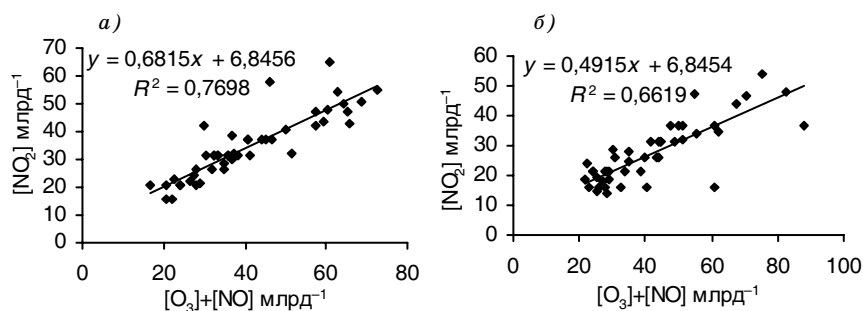 а)
y = 0,6815x + 6,8456
R² = 0,7698
[NO₂] млрд⁻¹
70
60
50
40
30
20
10
0
0 20 40 60 80
[O₃]+[NO] млрд⁻¹
б)
y = 0,4915x + 6,8454
R² = 0,6619
[NO₂] млрд⁻¹
60
50
40
30
20
10
0
0 20 40 60 80 100
[O₃]+[NO] млрд⁻¹